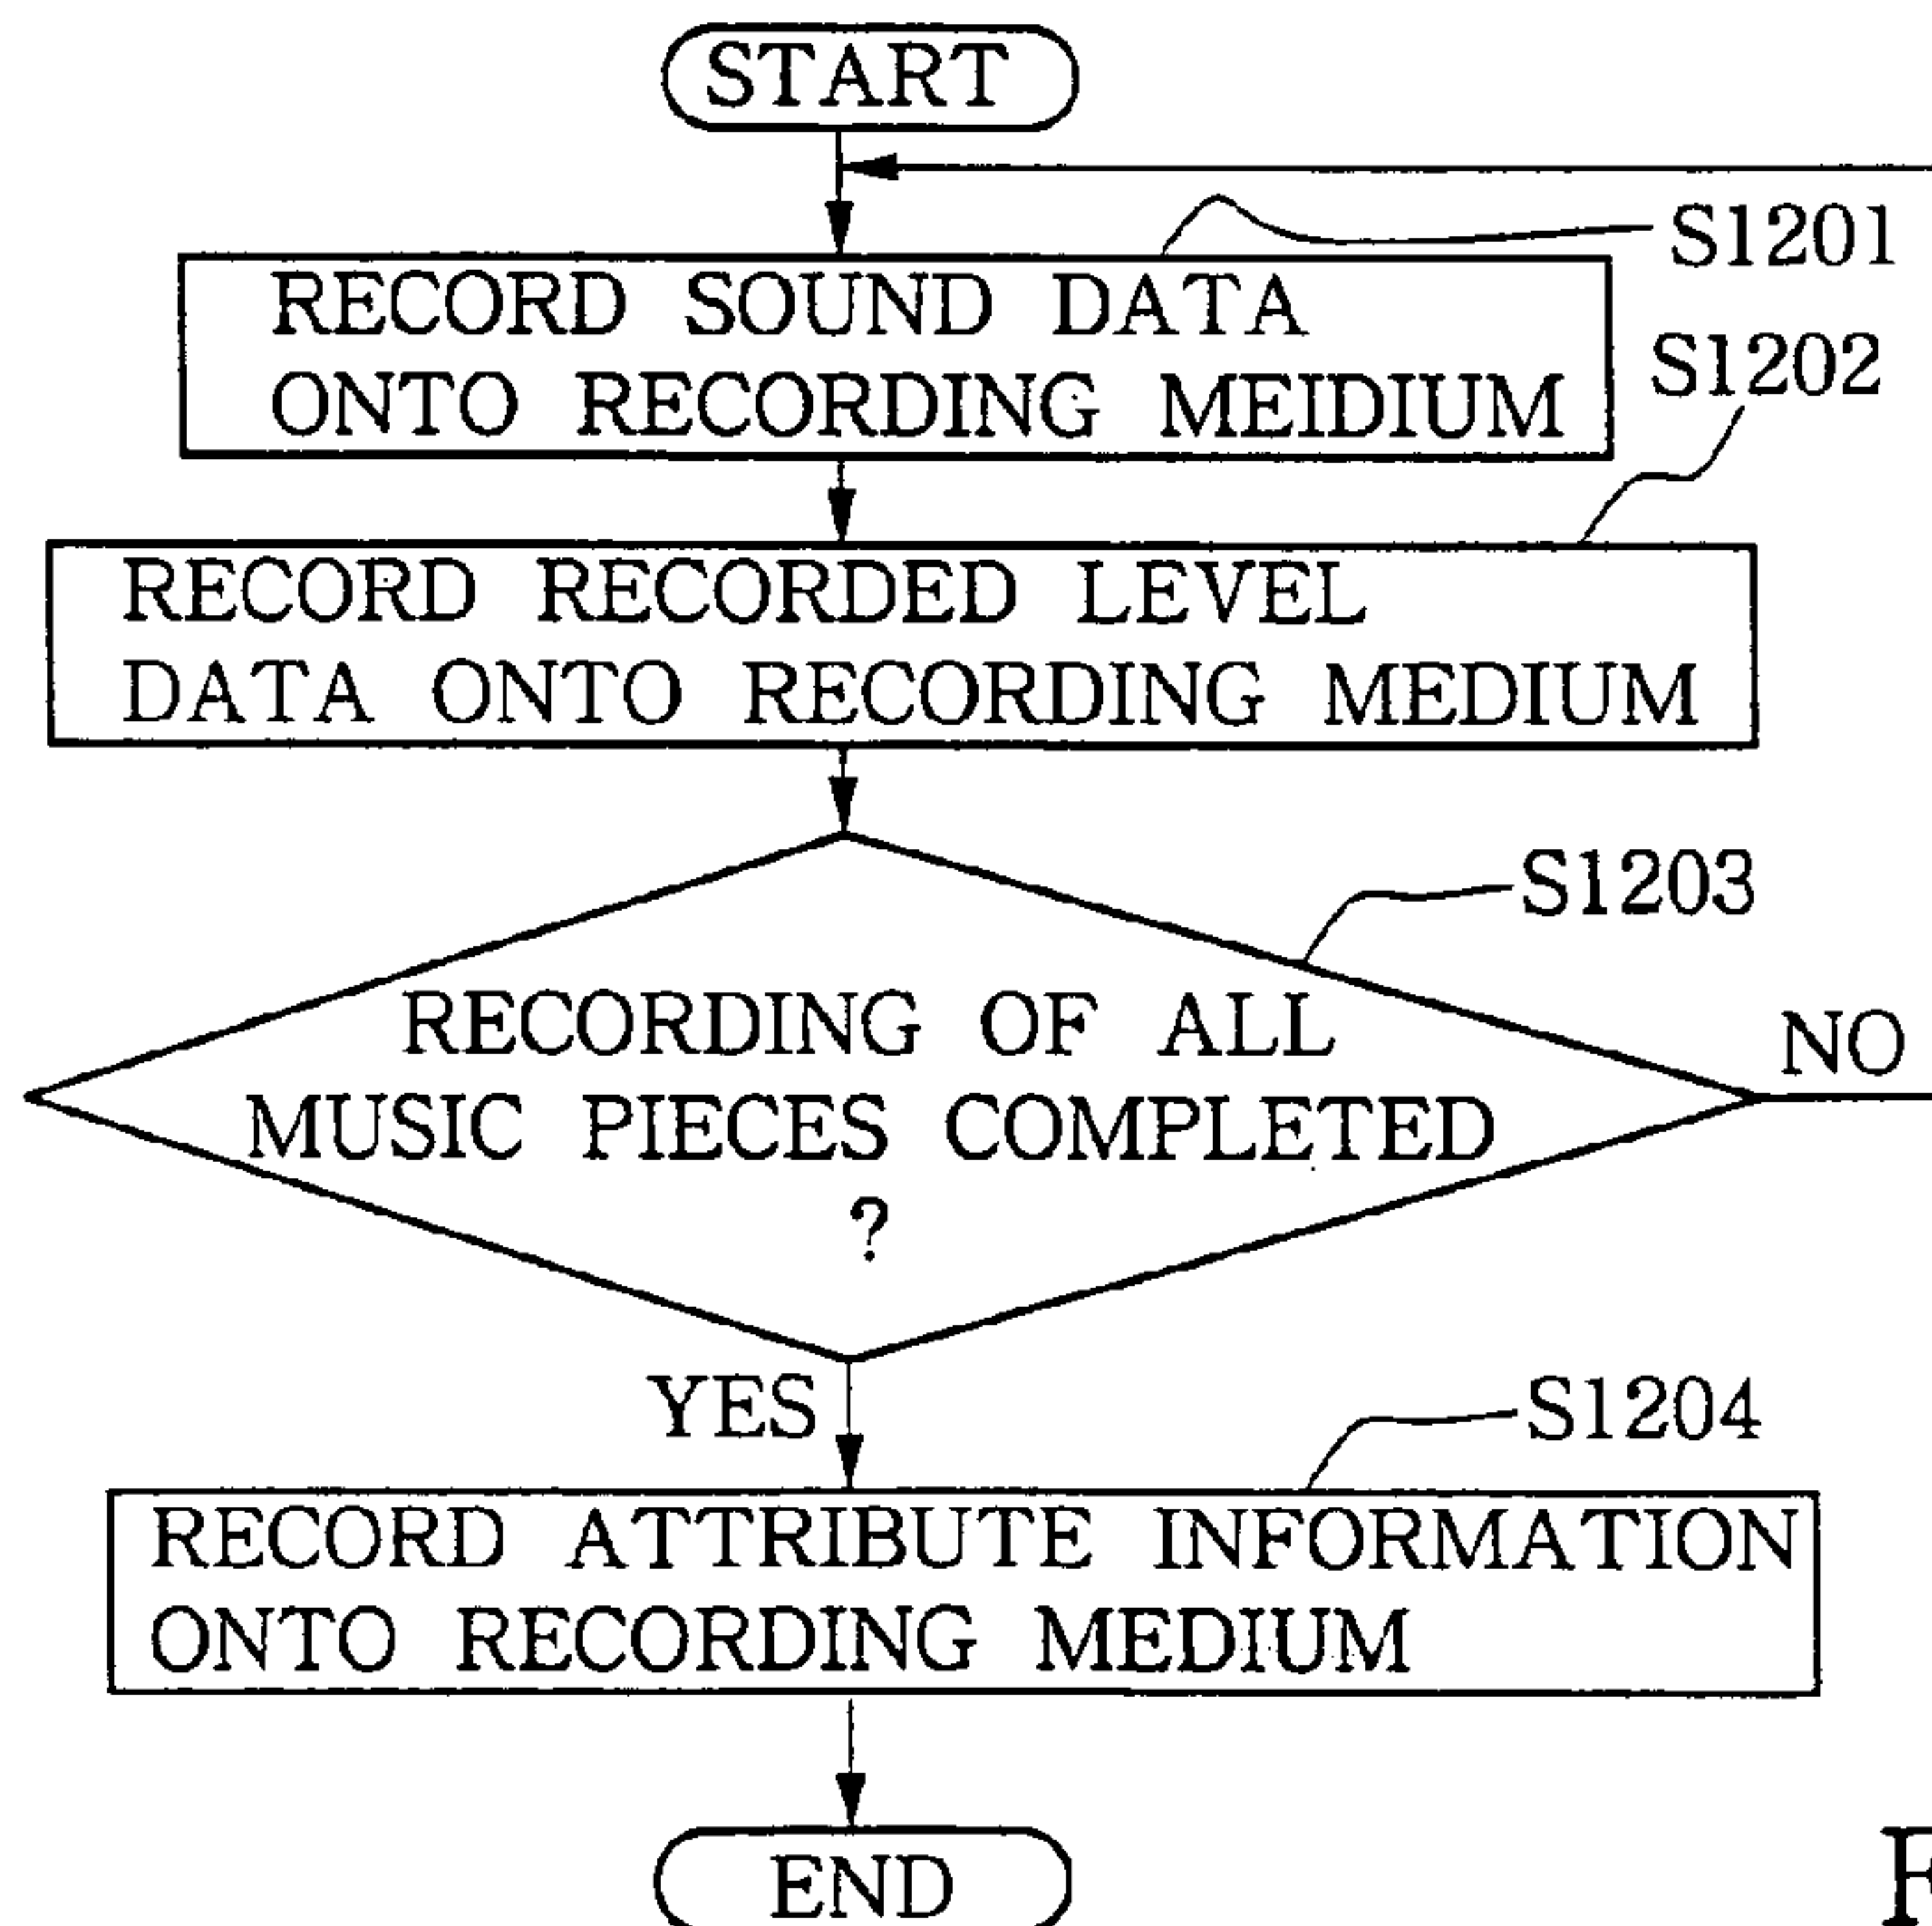 START
S1201
RECORD SOUND DATA
ONTO RECORDING MEIDIUM
S1202
RECORD RECORDED LEVEL
DATA ONTO RECORDING MEDIUM
S1203
RECORDING OF ALL
MUSIC PIECES COMPLETED
?
NO
YES
S1204
RECORD ATTRIBUTE INFORMATION
ONTO RECORDING MEDIUM
END